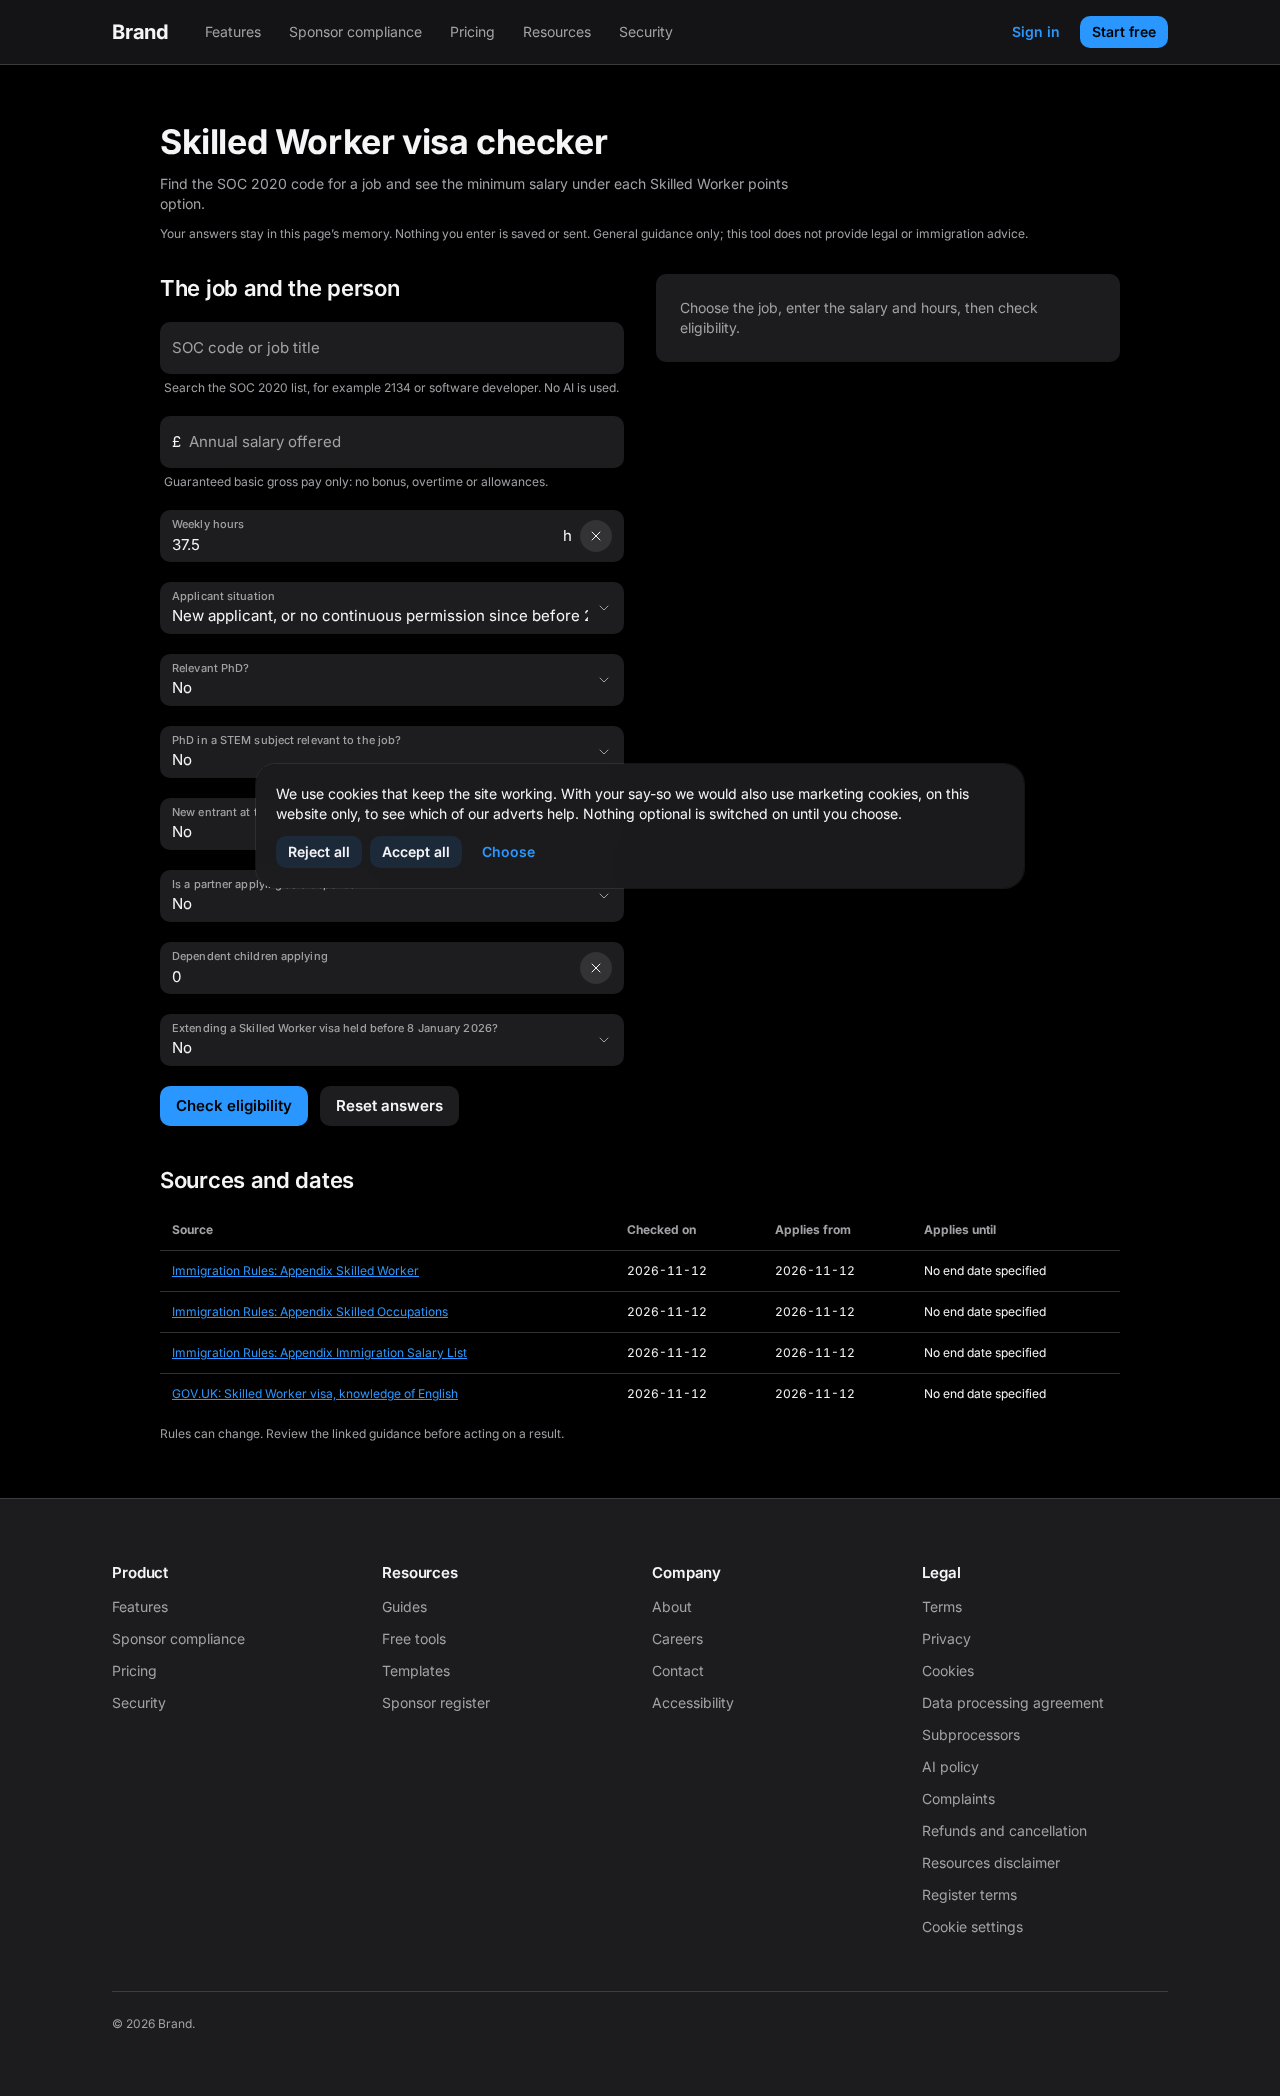 Brand
Features
Sponsor compliance
Pricing
Resources
Security
Sign in
Start free
Skilled Worker visa checker
Find the SOC 2020 code for a job and see the minimum salary under each Skilled Worker points
option.
Your answers stay in this page’s memory. Nothing you enter is saved or sent. General guidance only; this tool does not provide legal or immigration advice.
The job and the person
SOC code or job title
Search the SOC 2020 list, for example 2134 or software developer. No AI is used.
£ Annual salary offered
Guaranteed basic gross pay only: no bonus, overtime or allowances.
Weekly hours
37.5
h
Applicant situation
New applicant, or no continuous permission since before
Relevant PhD?
No
PhD in a STEM subject relevant to the job?
No
New entrant at
No
Is a partner
No
Dependent children applying
0
Extending a Skilled Worker visa held before 8 January 2026?
No
Check eligibility
Reset answers
Choose the job, enter the salary and hours, then check
eligibility.
We use cookies that keep the site working. With your say-so we would also use marketing cookies, on this
website only, to see which of our adverts help. Nothing optional is switched on until you choose.
Reject all
Accept all
Choose
Sources and dates
Source Checked on Applies from Applies until
Immigration Rules: Appendix Skilled Worker 2026-11-12 2026-11-12 No end date specified
Immigration Rules: Appendix Skilled Occupations 2026-11-12 2026-11-12 No end date specified
Immigration Rules: Appendix Immigration Salary List 2026-11-12 2026-11-12 No end date specified
GOV.UK: Skilled Worker visa, knowledge of English 2026-11-12 2026-11-12 No end date specified
Rules can change. Review the linked guidance before acting on a result.
Product
Features
Sponsor compliance
Pricing
Security
Resources
Guides
Free tools
Templates
Sponsor register
Company
About
Careers
Contact
Accessibility
Legal
Terms
Privacy
Cookies
Data processing agreement
Subprocessors
AI policy
Complaints
Refunds and cancellation
Resources disclaimer
Register terms
Cookie settings
© 2026 Brand.